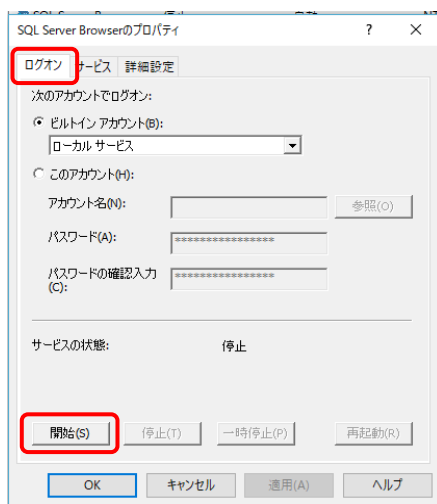 SQL Server Browserのプロパティ ? ×
ログオン サービス 詳細設定
次のアカウントでログオン:
ビルトイン アカウント(B):
ローカル サービス
このアカウント(H):
アカウント名(N): 参照(O)
パスワード(A): ****************
パスワードの確認入力 ****************
(C):
サービスの状態: 停止
開始(S) 停止(T) 一時停止(P) 再起動(R)
OK キャンセル 適用(A) ヘルプ